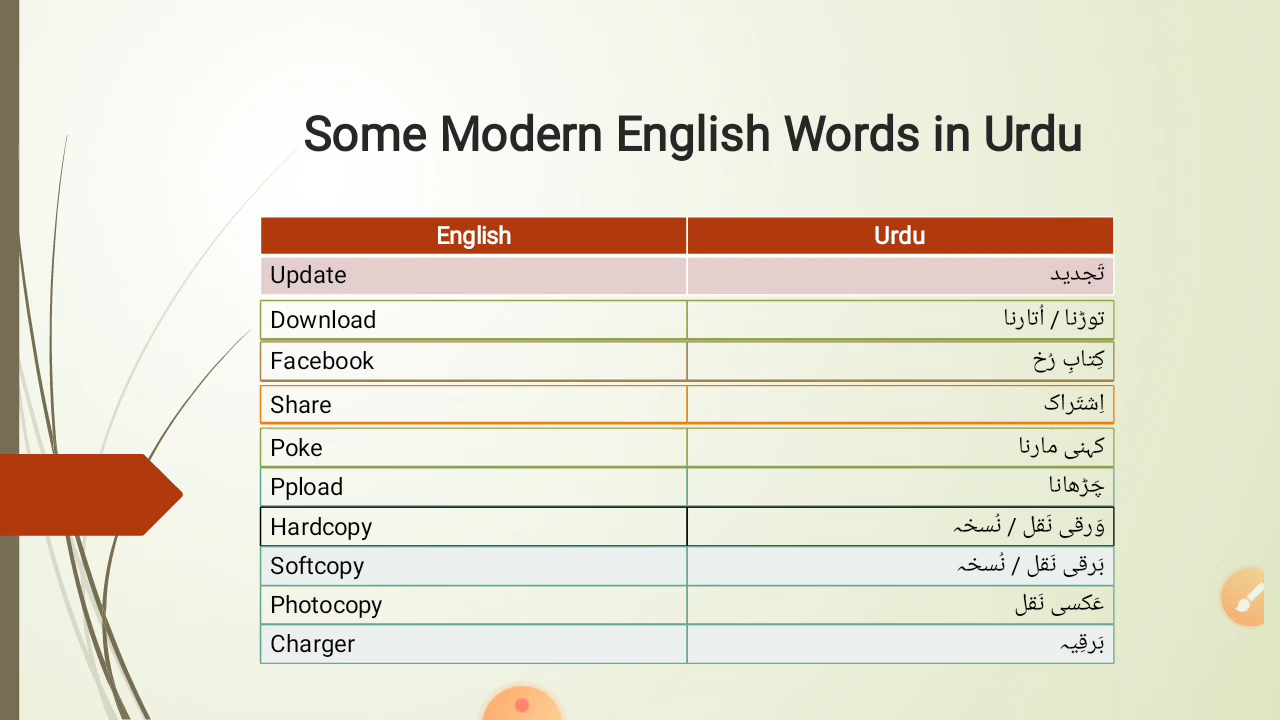 Some Modern English Words in Urdu
English Urdu
Update تَجدید
Download توڑنا / اُتارنا
Facebook کِتابِ رُخ
Share اِشتَراک
Poke کہنی مارنا
Ppload چَڑھانا
Hardcopy وَرقی نَقل / نُسخہ
Softcopy بَرقی نَقل / نُسخہ
Photocopy عَکسی نَقل
Charger بَرقِیہ